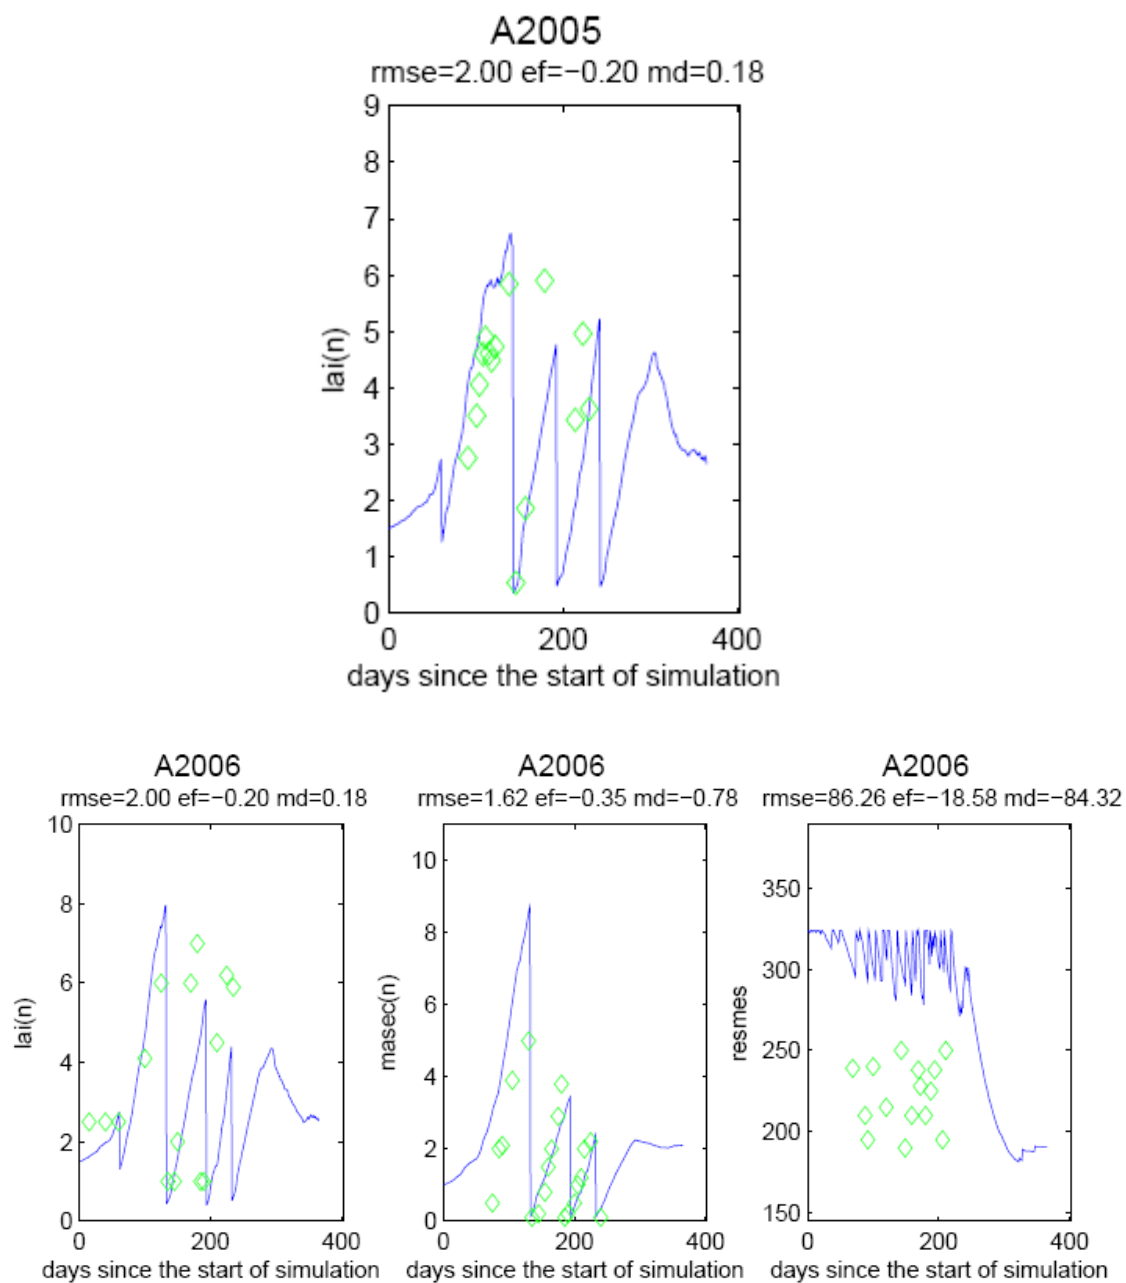 A2005
rmse=2.00 ef=−0.20 md=0.18
9
8
7
6
5
4
3
2
1
0
lai(n)
0 200 400
days since the start of simulation
A2006
rmse=2.00 ef=−0.20 md=0.18
10
8
6
4
2
0
lai(n)
0 200 400
days since the start of simulation
A2006
rmse=1.62 ef=−0.35 md=−0.78
10
8
6
4
2
0
masec(n)
0 200 400
days since the start of simulation
A2006
rmse=86.26 ef=−18.58 md=−84.32
350
300
250
200
150
resmes
0 200 400
days since the start of simulation